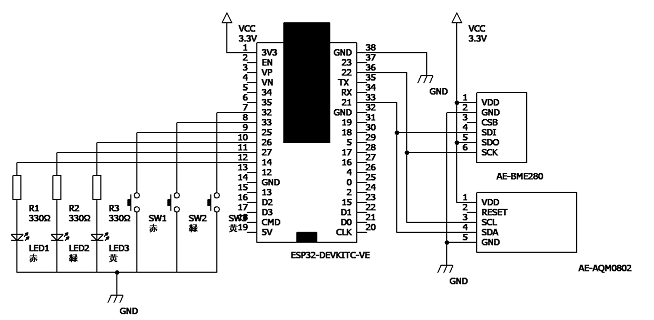 VCC
3.3V
1 3V3
2 EN
3 VP
4 VN
5 34
6 35
7 32
8 33
9 25
10 26
11 27
12 14
13 12
14 GND
15 13
16 D2
17 D3
18 CMD
19 5V
GND 38
23 37
22 36
TX 35
RX 34
21 33
GND 32
19 31
18 30
5 29
17 28
16 27
4 26
0 25
2 24
15 23
D1 22
D0 21
CLK 20
ESP32-DEVKITC-VE
R1
330Ω
R2
330Ω
R3
330Ω
LED1
赤
LED2
緑
LED3
黄
SW1
赤
SW2
緑
SW3
黄
GND
GND
VCC
3.3V
1 VDD
2 GND
3 CSB
4 SDI
5 SDO
6 SCK
AE-BME280
1 VDD
2 RESET
3 SCL
4 SDA
5 GND
AE-AQM0802
GND